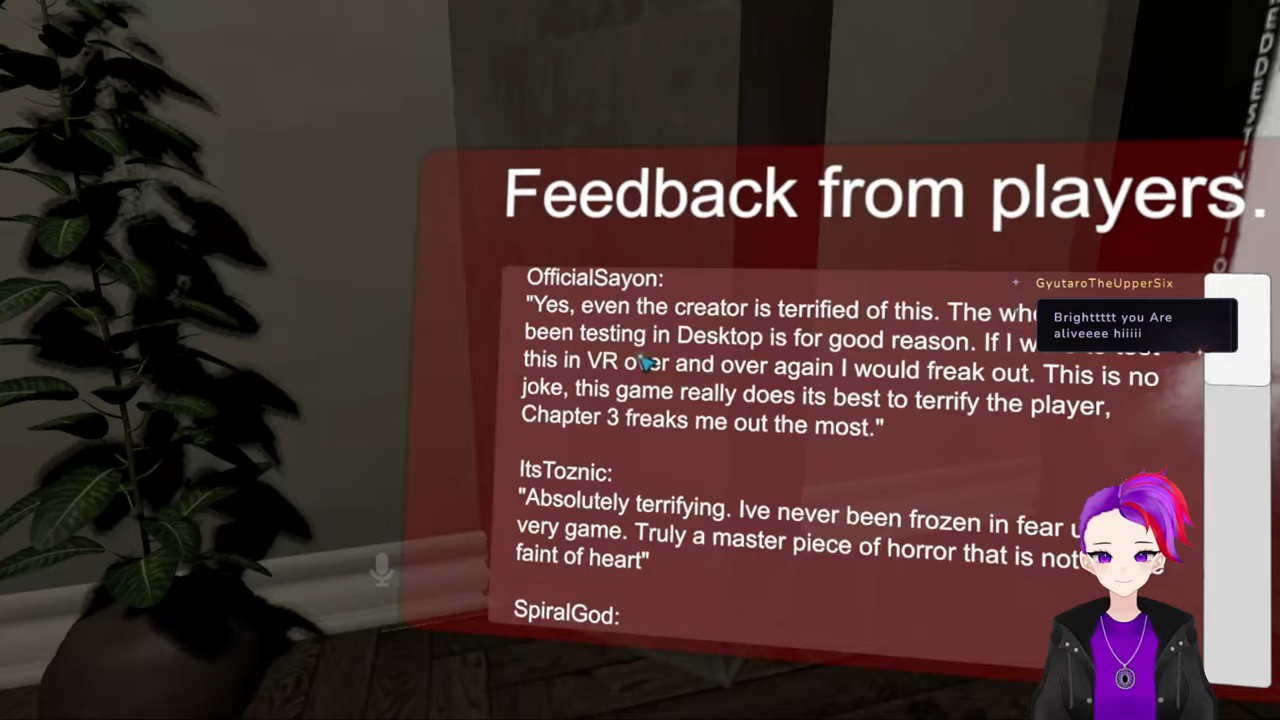 Feedback from players.
OfficialSayon:
"Yes, even the creator is terrified of this. The
been testing in Desktop is for good reason. If I
this in VR over and over again I would freak out. This is no
joke, this game really does its best to terrify the player,
Chapter 3 freaks me out the most."
ItsToznic:
"Absolutely terrifying. Ive never been frozen in fear
very game. Truly a master piece of horror that is not
faint of heart"
SpiralGod:
GyutaroTheUpperSix
Brighttttt you Are
aliveeee hiiiii